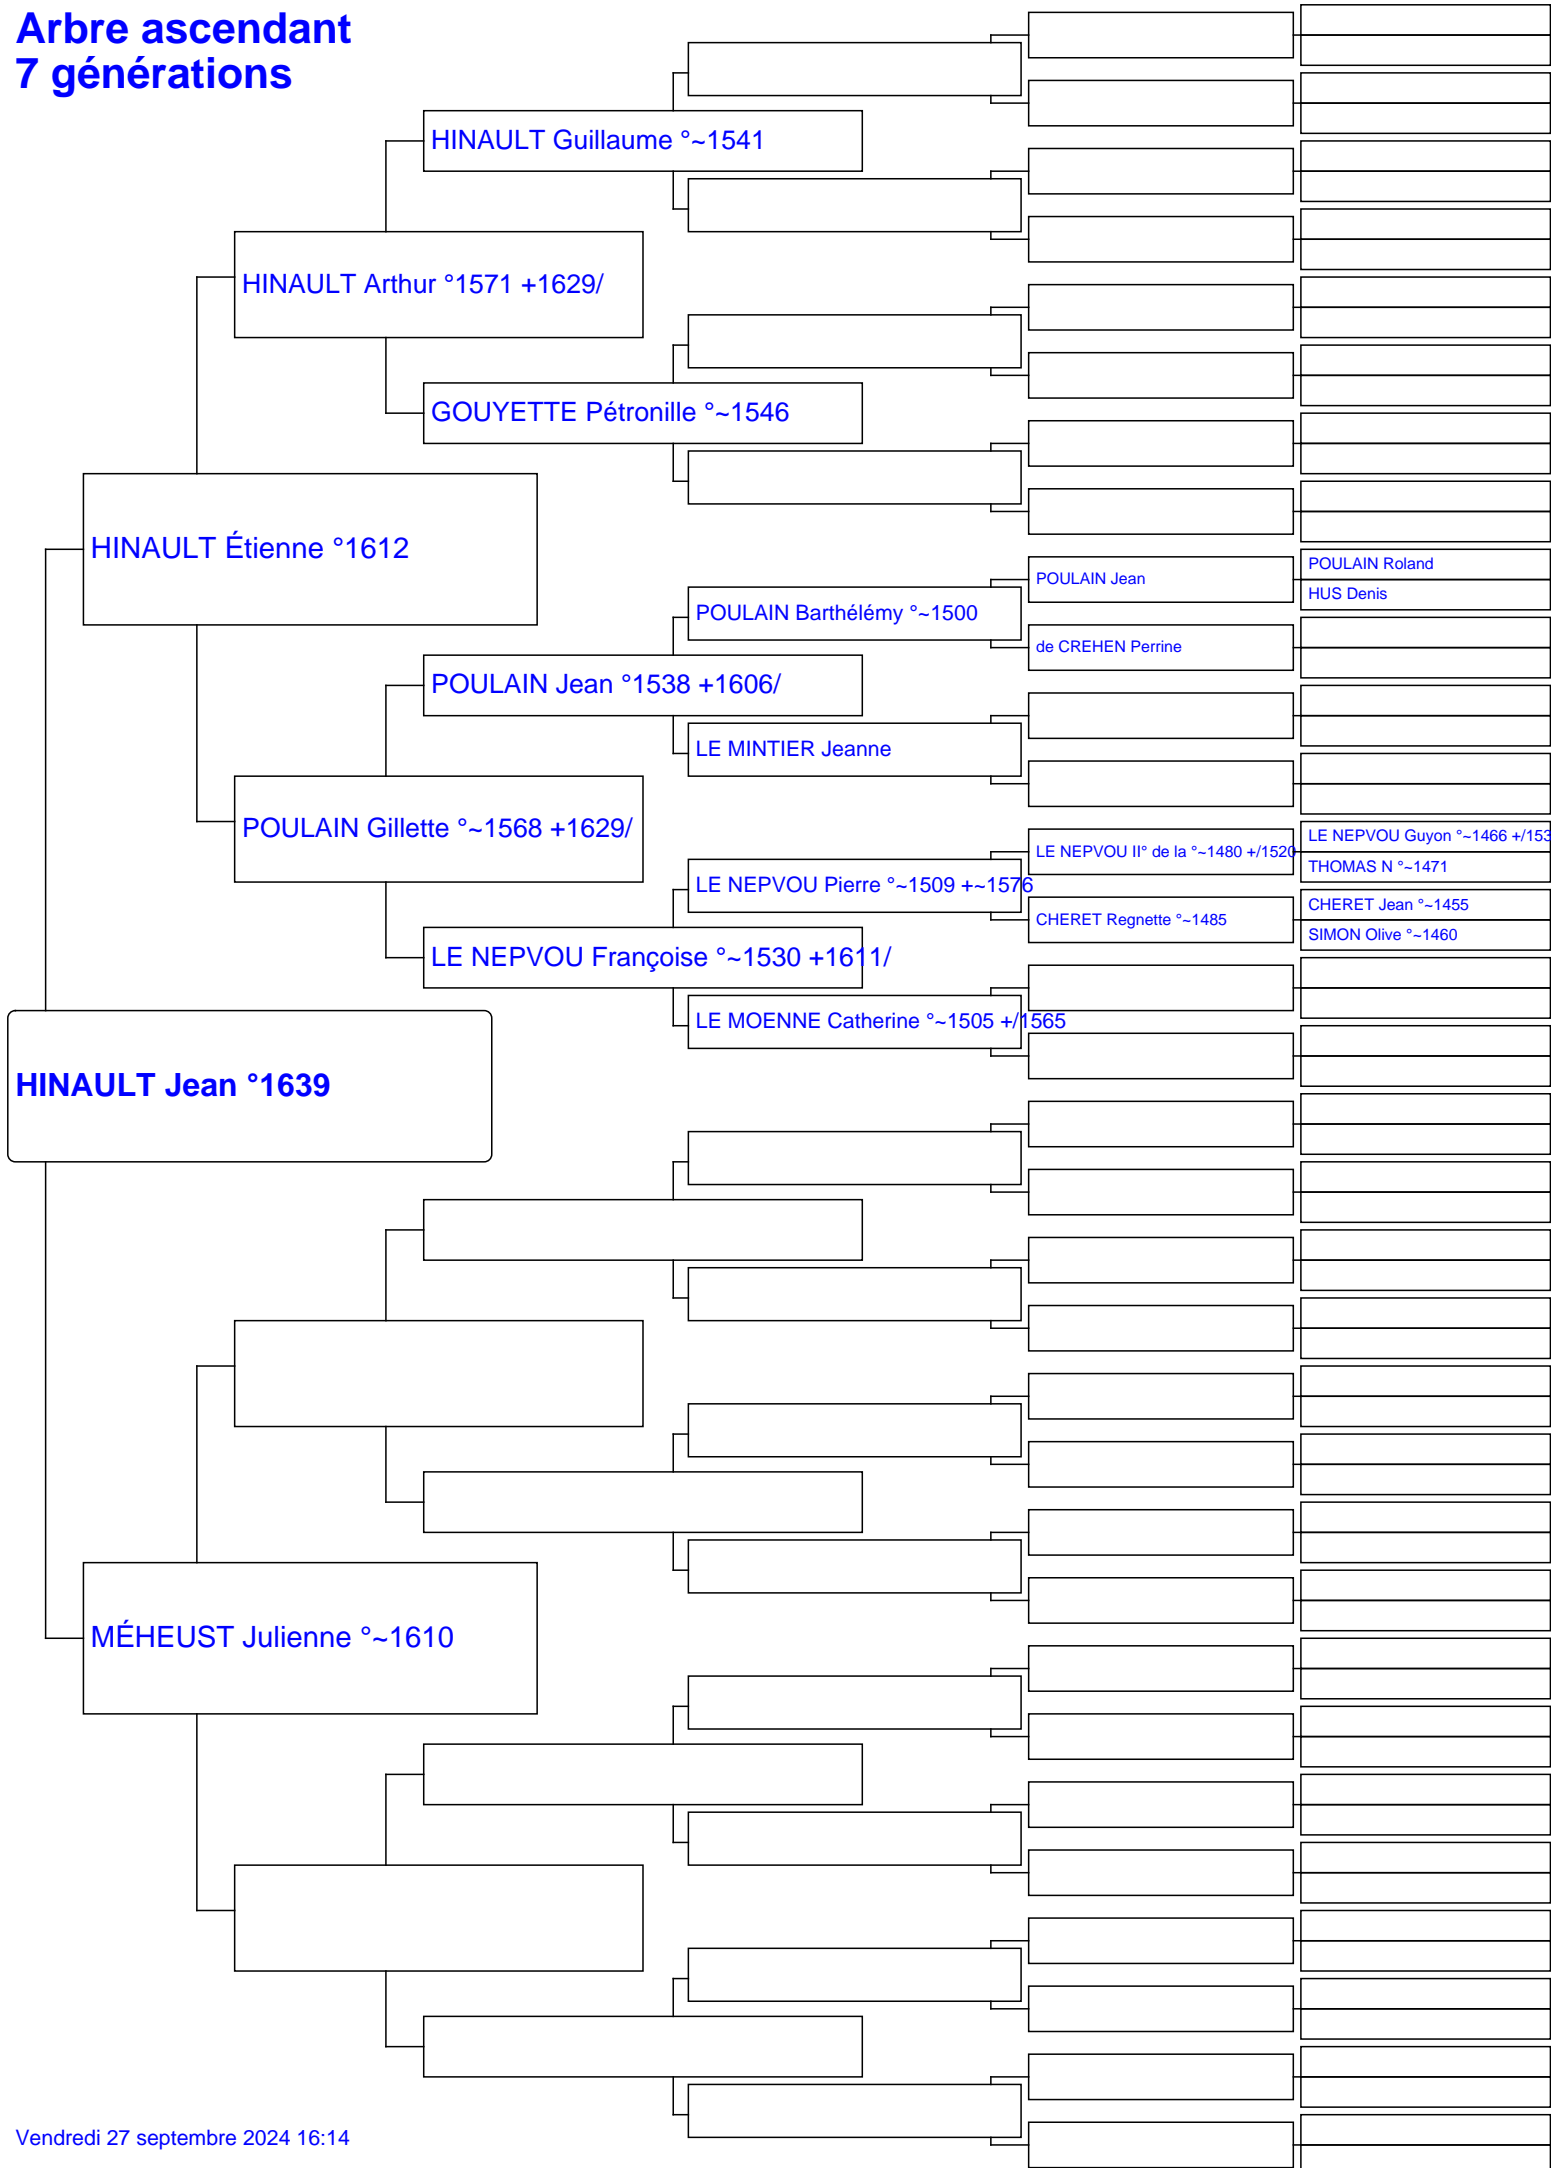 Arbre ascendant
7 générations
HINAULT Guillaume °~1541
HINAULT Arthur °1571 +1629/
GOUYETTE Pétronille °~1546
HINAULT Étienne °1612
POULAIN Roland
POULAIN Jean
HUS Denis
POULAIN Barthélémy °~1500
de CREHEN Perrine
POULAIN Jean °1538 +1606/
LE MINTIER Jeanne
POULAIN Gillette °~1568 +1629/
LE NEPVOU Guyon °~1466 +/153
LE NEPVOU II° de la °~1480 +/1520
THOMAS N °~1471
LE NEPVOU Pierre °~1509 +~1576
CHERET Jean °~1455
CHERET Regnette °~1485
SIMON Olive °~1460
LE NEPVOU Françoise °~1530 +1611/
LE MOENNE Catherine °~1505 +/1565
HINAULT Jean °1639
MÉHEUST Julienne °~1610
Vendredi 27 septembre 2024 16:14